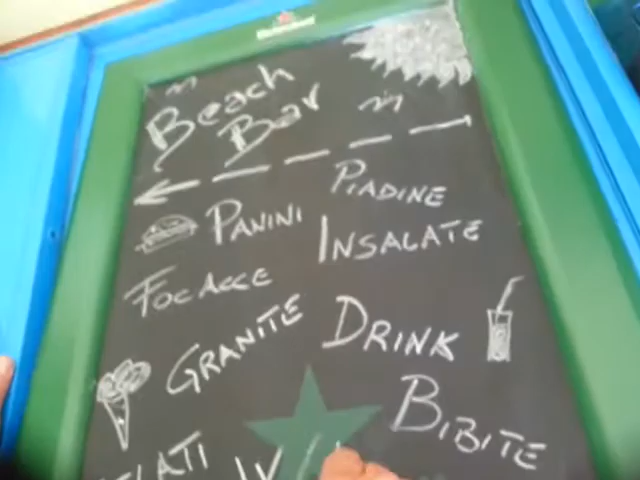 Beach
Bar
PIADINE
PANINI
INSALATE
FOCACCE
GRANITE
DRINK
BIBITE